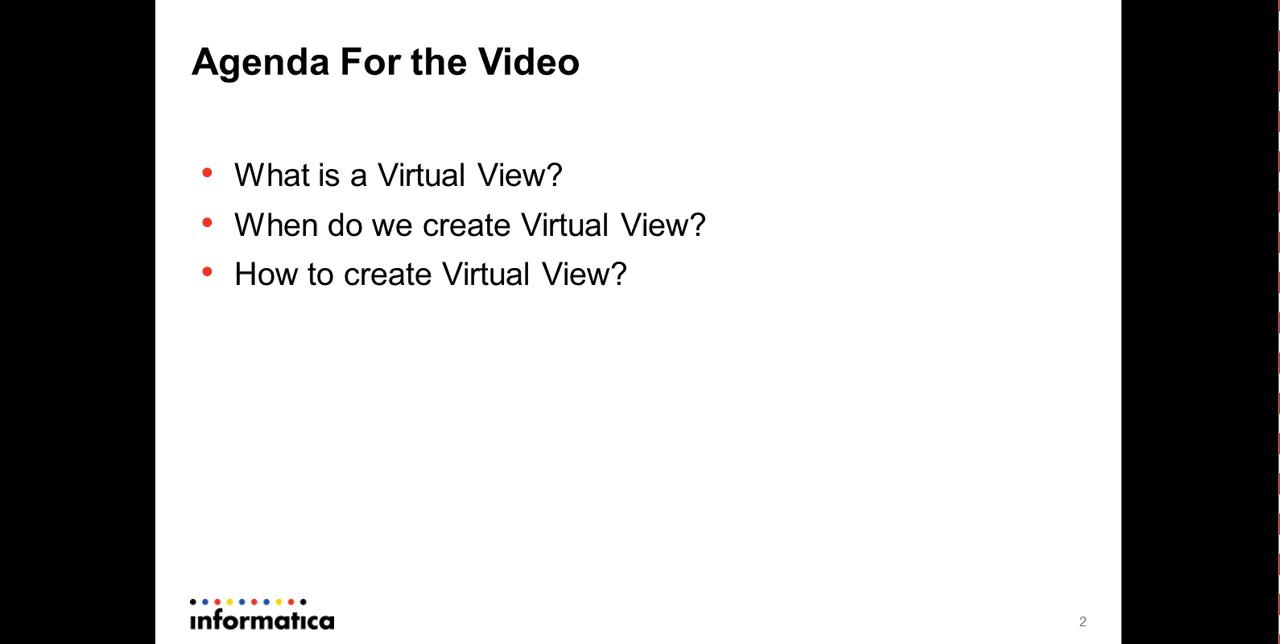 Agenda For the Video
• What is a Virtual View?
• When do we create Virtual View?
• How to create Virtual View?
informatica
2